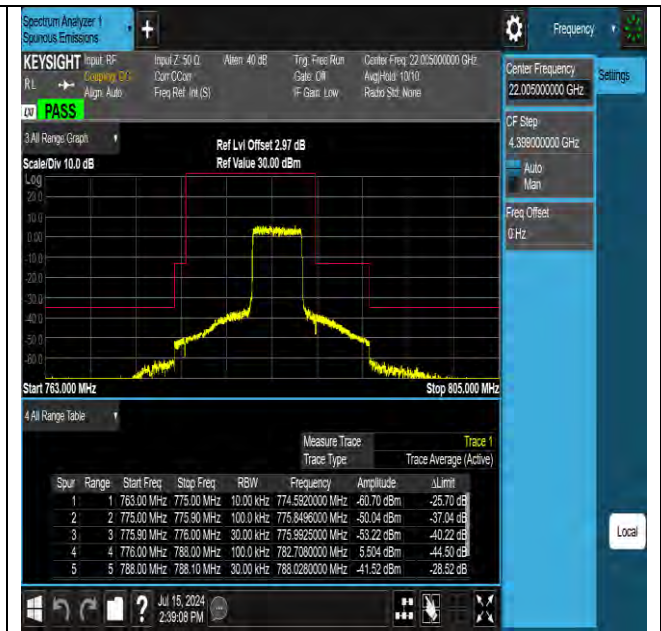 Spectrum Analyzer 1
Spurious Emissions
Frequency
KEYSIGHT Input: RF Input Z: 50 Ω Atten: 40 dB Trig: Free Run Center Freq: 22.005000000 GHz
RL Coupling: DC Corr CCorr Gate: Off Avg|Hold: 10/10
Align: Auto Freq Ref: Int (S) IF Gain: Low Radio Std: None
LXI PASS
Center Frequency
22.005000000 GHz
Settings
CF Step
4.399000000 GHz
Auto
Man
Freq Offset
0 Hz
3 All Range Graph
Ref Lvl Offset 2.97 dB
Scale/Div 10.0 dB Ref Value 30.00 dBm
Log
20.0
10.0
0.00
-10.0
-20.0
-30.0
-40.0
-50.0
-60.0
Start 763.000 MHz Stop 805.000 MHz
4 All Range Table
Measure Trace Trace 1
Trace Type Trace Average (Active)
Spur Range Start Freq Stop Freq RBW Frequency Amplitude ΔLimit
1 1 763.00 MHz 775.00 MHz 10.00 kHz 774.5920000 MHz -60.70 dBm -25.70 dB
2 2 775.00 MHz 775.90 MHz 100.0 kHz 775.8496000 MHz -50.04 dBm -37.04 dB
3 3 775.90 MHz 776.00 MHz 30.00 kHz 775.9925000 MHz -53.22 dBm -40.22 dB
4 4 776.00 MHz 788.00 MHz 100.0 kHz 782.7080000 MHz 5.504 dBm -44.50 dB
5 5 788.00 MHz 788.10 MHz 30.00 kHz 788.0280000 MHz -41.52 dBm -28.52 dB
Local
Jul 15, 2024
2:39:08 PM